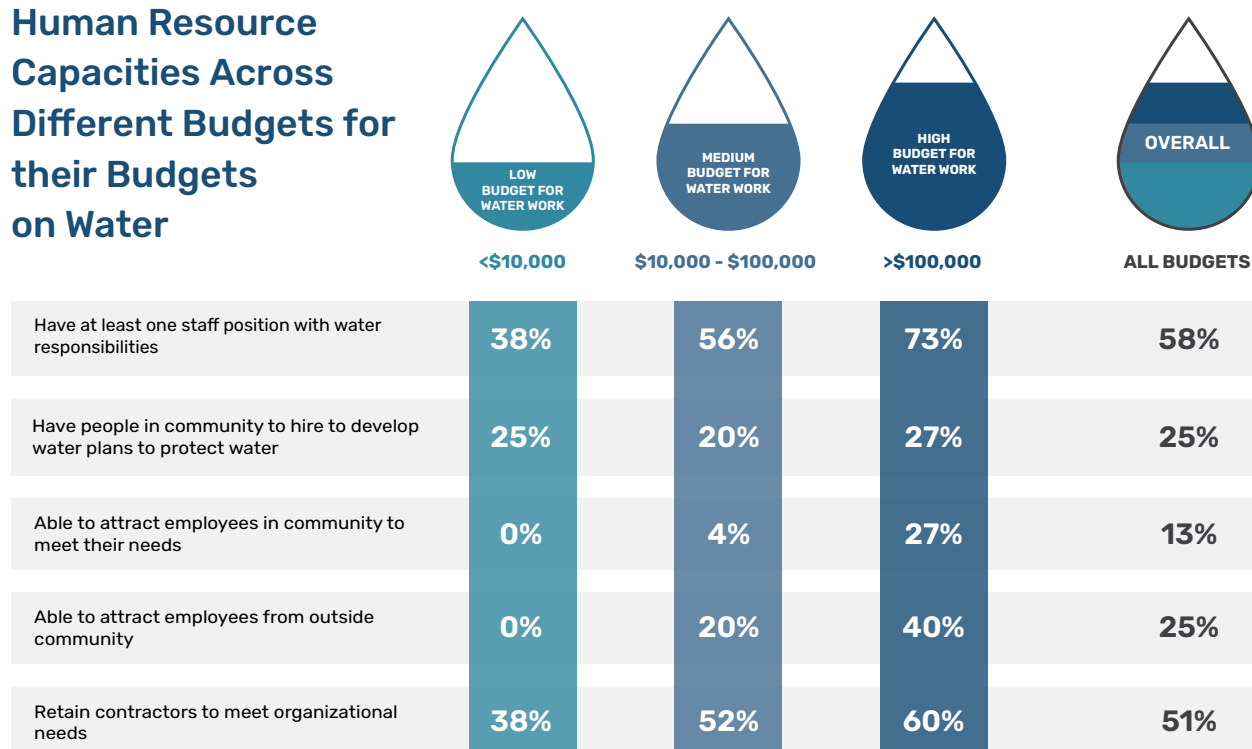 Human Resource
Capacities Across
Different Budgets for
their Budgets
on Water
LOW
BUDGET FOR
WATER WORK
MEDIUM
BUDGET FOR
WATER WORK
HIGH
BUDGET FOR
WATER WORK
OVERALL
<$10,000
$10,000 - $100,000
>$100,000
ALL BUDGETS
Have at least one staff position with water
responsibilities
38%
56%
73%
58%
Have people in community to hire to develop
water plans to protect water
25%
20%
27%
25%
Able to attract employees in community to
meet their needs
0%
4%
27%
13%
Able to attract employees from outside
community
0%
20%
40%
25%
Retain contractors to meet organizational
needs
38%
52%
60%
51%